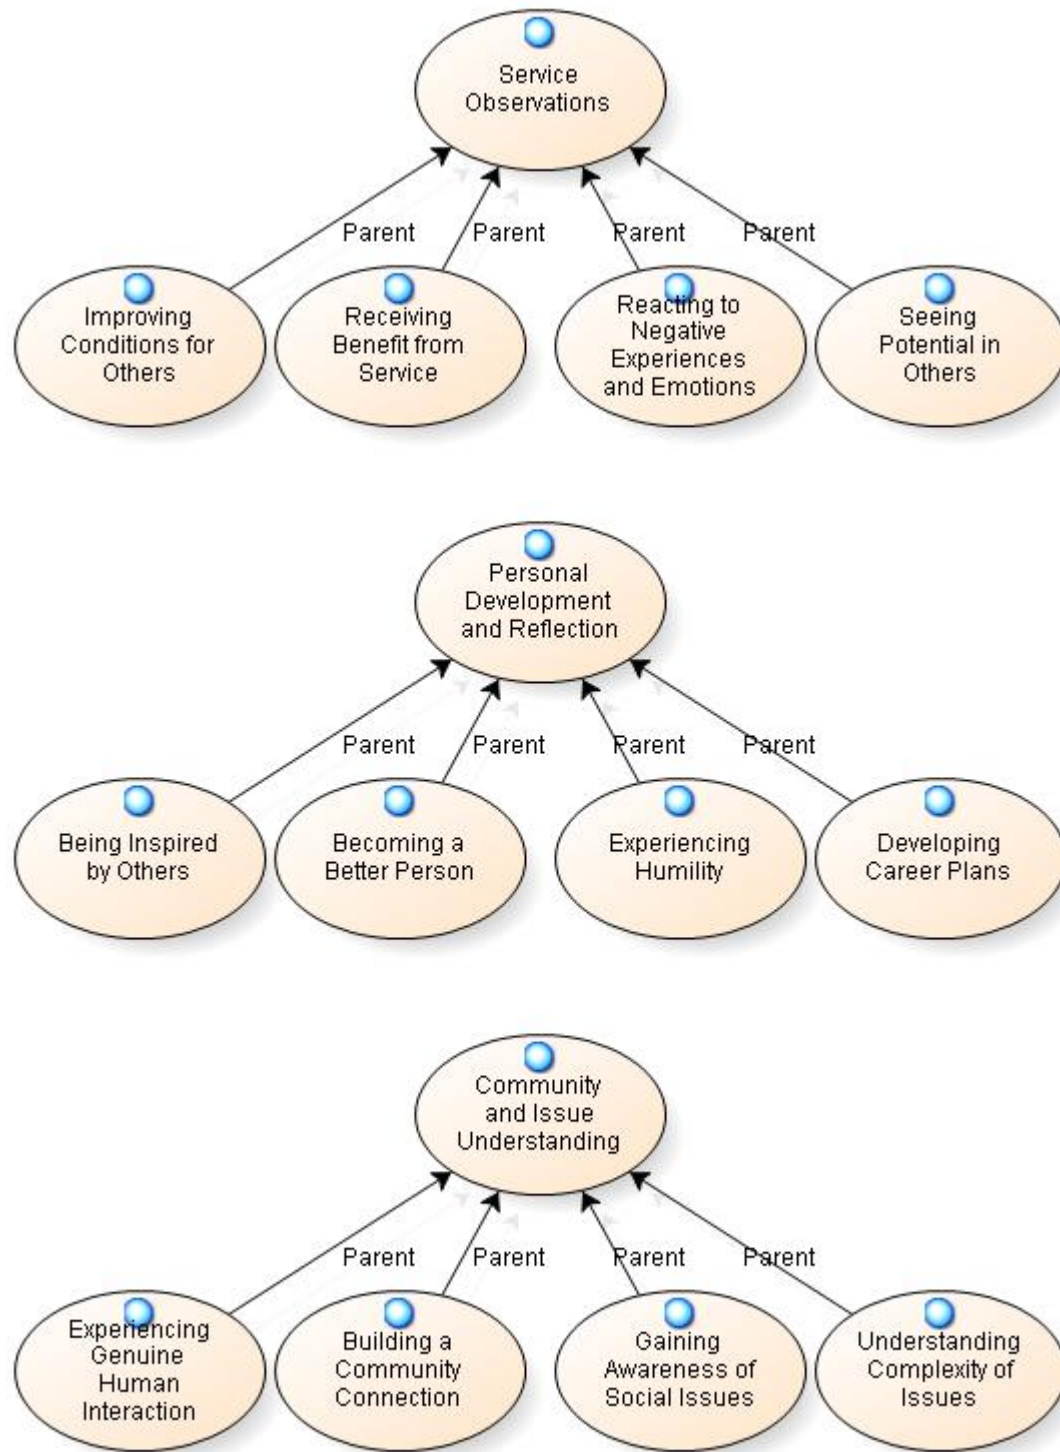 Service
Observations
Parent
Parent
Parent
Parent
Improving
Conditions for
Others
Receiving
Benefit from
Service
Reacting to
Negative
Experiences
and Emotions
Seeing
Potential in
Others
Personal
Development
and Reflection
Parent
Parent
Parent
Parent
Being Inspired
by Others
Becoming a
Better Person
Experiencing
Humility
Developing
Career Plans
Community
and Issue
Understanding
Parent
Parent
Parent
Parent
Experiencing
Genuine
Human
Interaction
Building a
Community
Connection
Gaining
Awareness of
Social Issues
Understanding
Complexity of
Issues